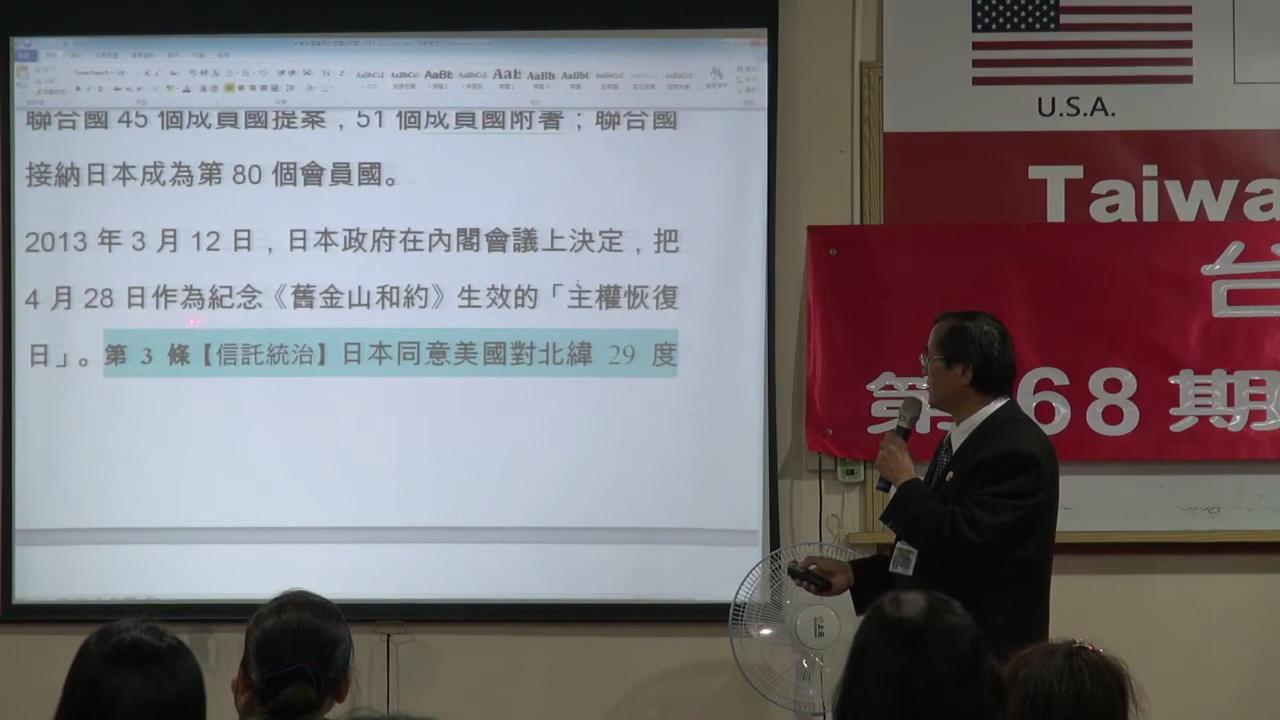 聯合國 45 個成員國提案，51 個成員國附署；聯合國
接納日本成為第 80 個會員國。
2013 年 3 月 12 日，日本政府在內閣會議上決定，把
4 月 28 日作為紀念《舊金山和約》生效的「主權恢復
日」。第 3 條【信託統治】日本同意美國對北緯 29 度
U.S.A.
Taiwa
台
第 68 期